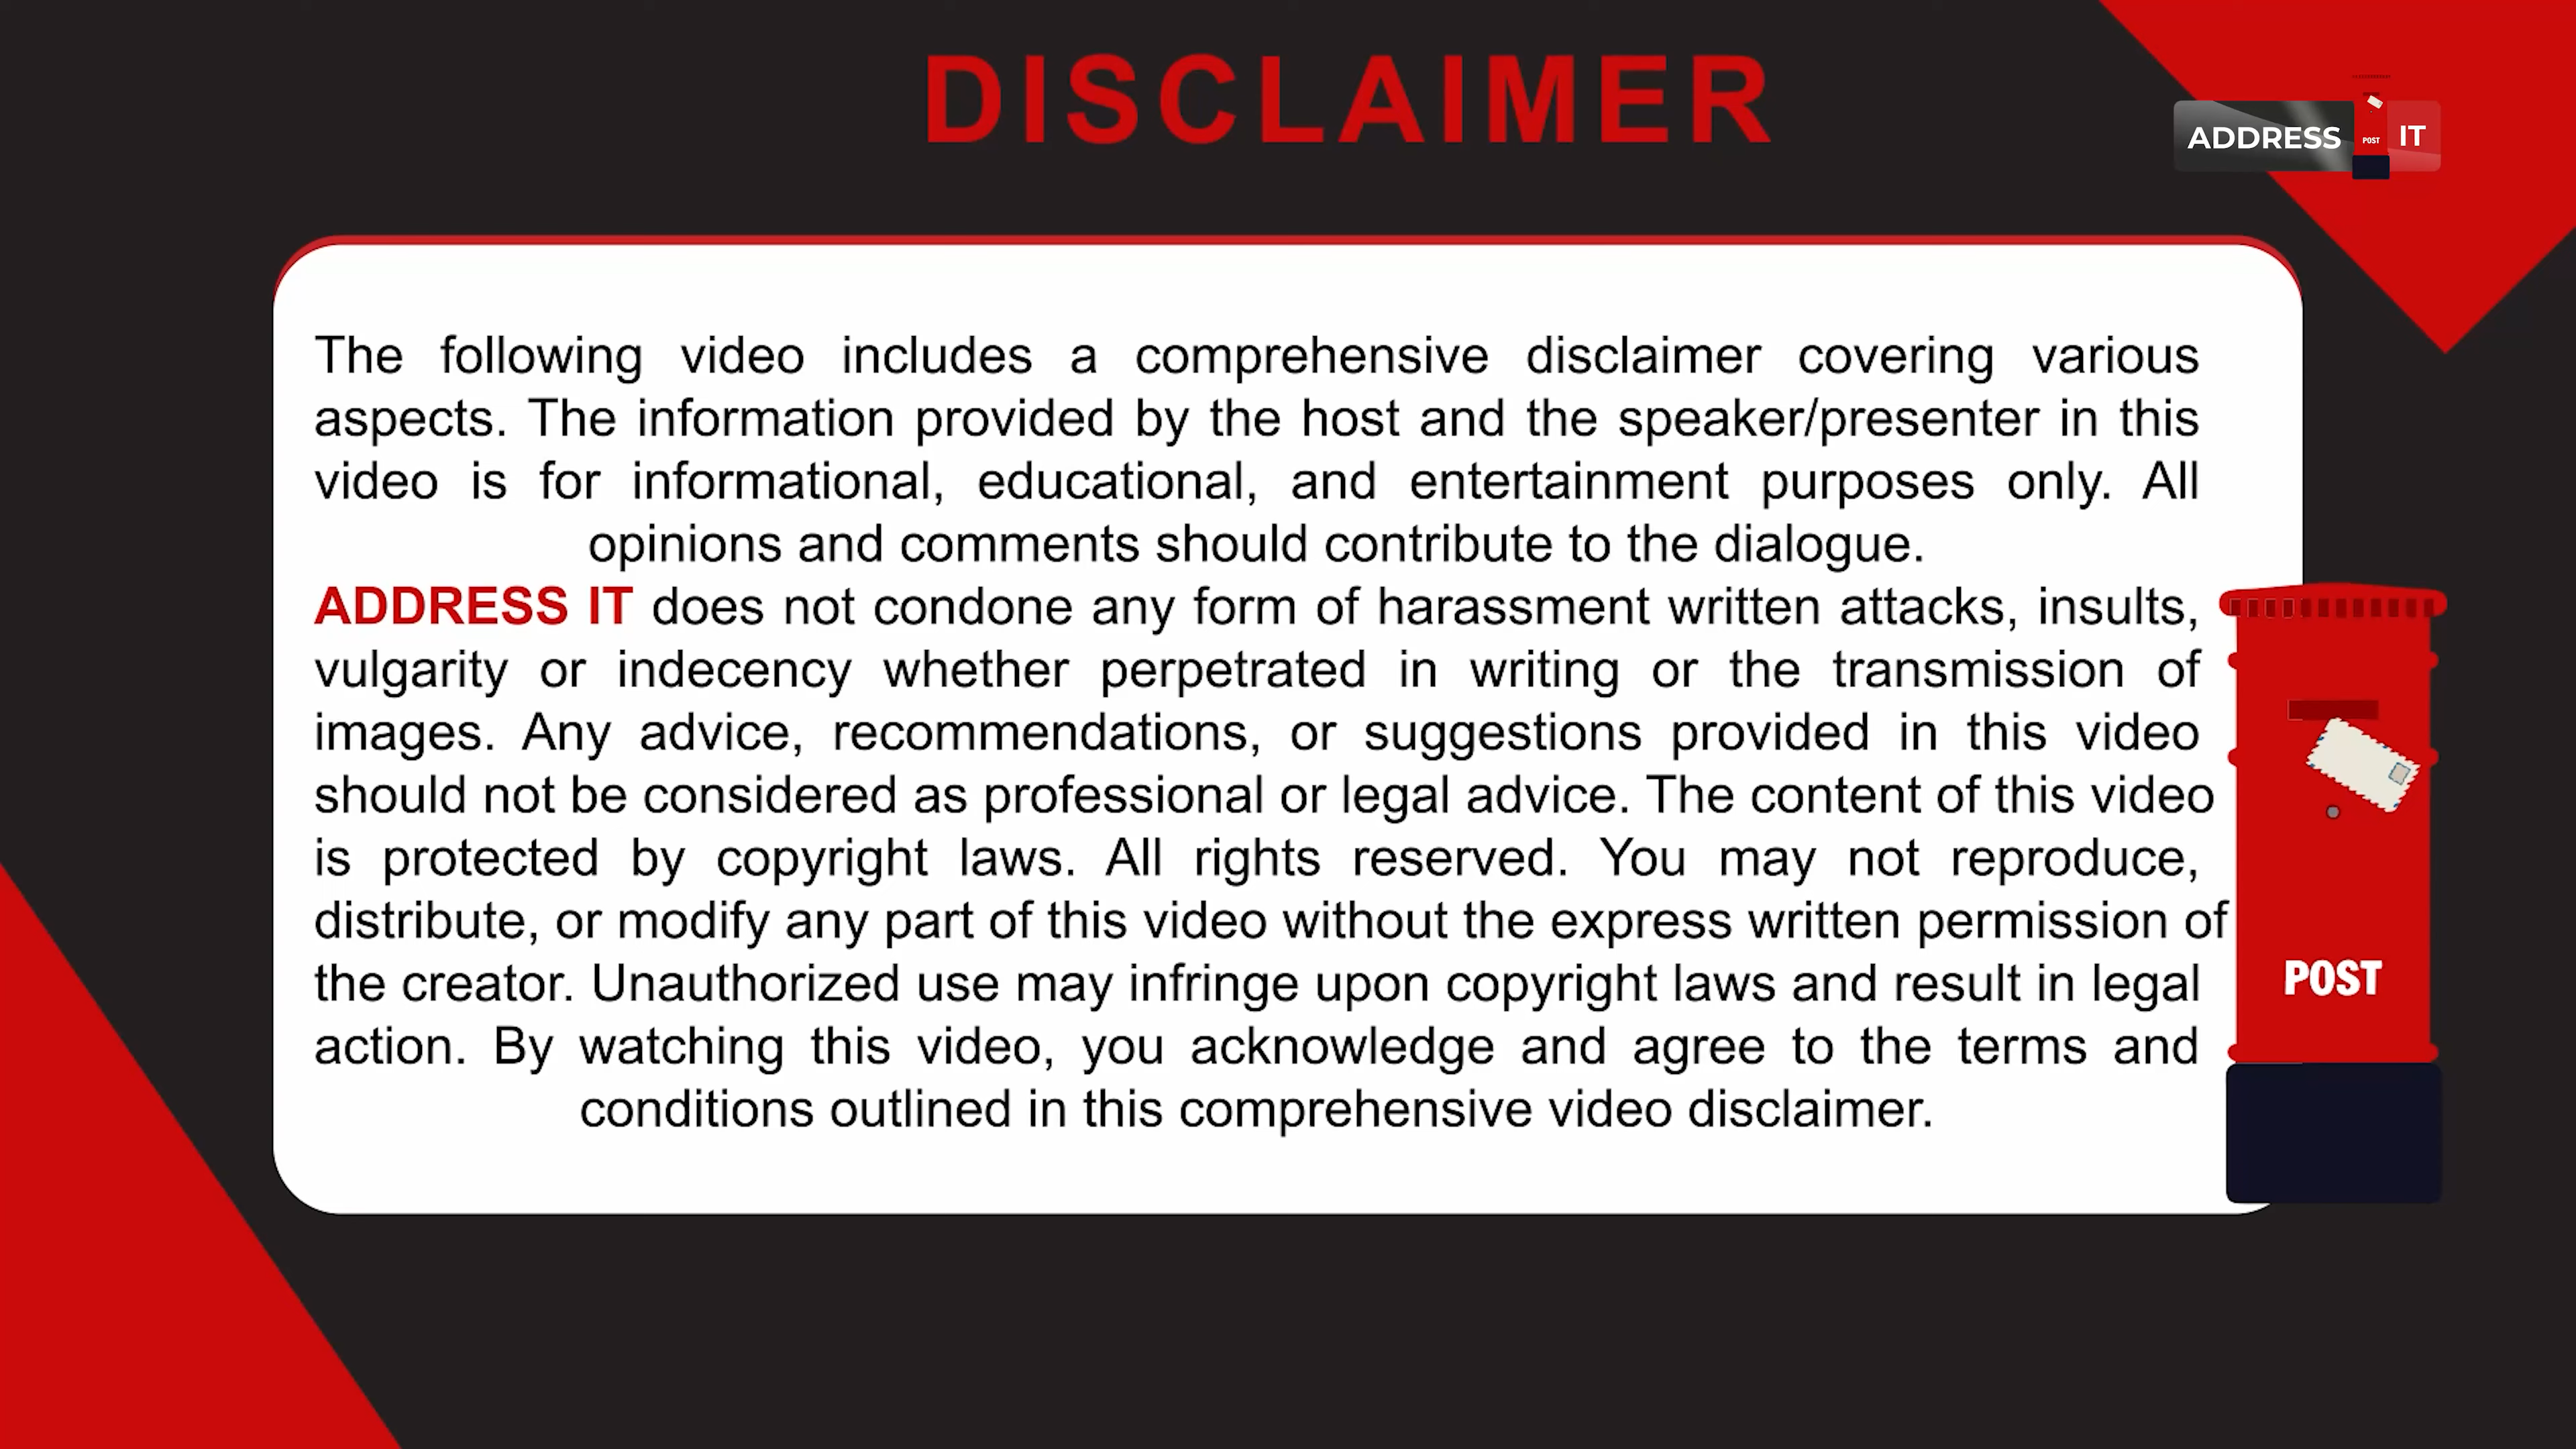 DISCLAIMER
ADDRESS POST IT
The following video includes a comprehensive disclaimer covering various
aspects. The information provided by the host and the speaker/presenter in this
video is for informational, educational, and entertainment purposes only. All
opinions and comments should contribute to the dialogue.
ADDRESS IT does not condone any form of harassment written attacks, insults,
vulgarity or indecency whether perpetrated in writing or the transmission of
images. Any advice, recommendations, or suggestions provided in this video
should not be considered as professional or legal advice. The content of this video
is protected by copyright laws. All rights reserved. You may not reproduce,
distribute, or modify any part of this video without the express written permission of
the creator. Unauthorized use may infringe upon copyright laws and result in legal
action. By watching this video, you acknowledge and agree to the terms and
conditions outlined in this comprehensive video disclaimer.
POST